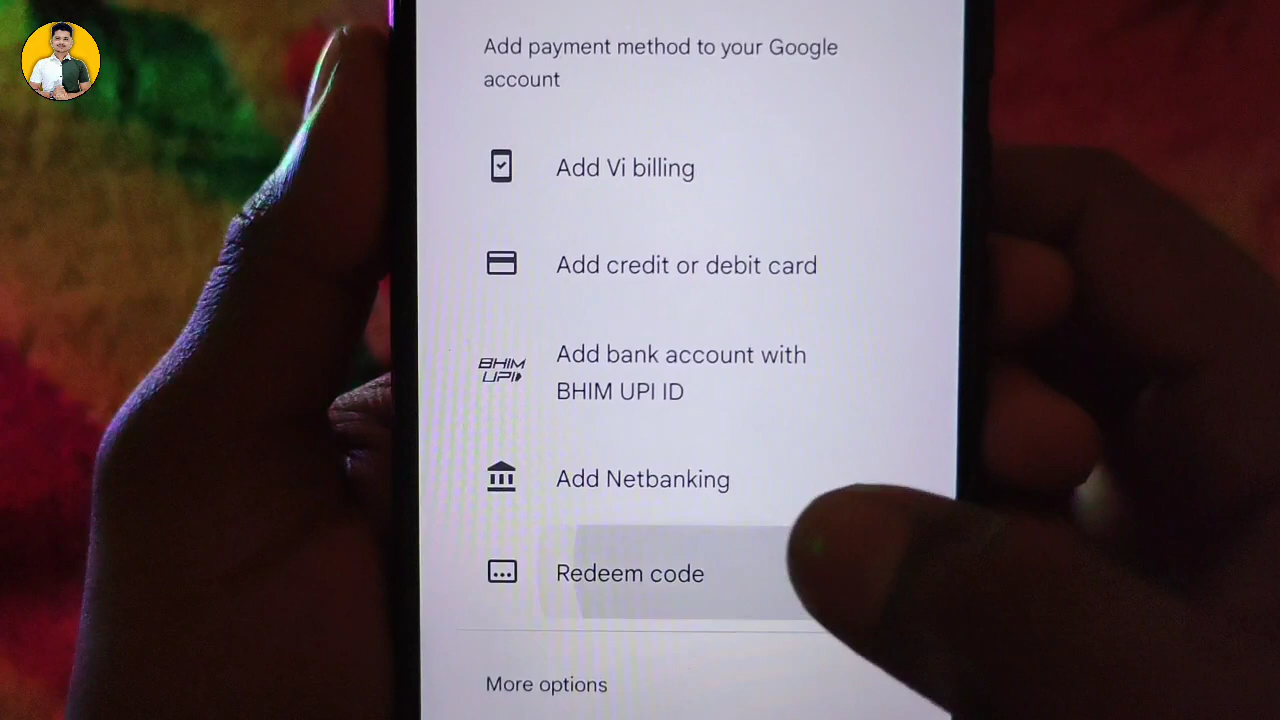 Add payment method to your Google
account
Add Vi billing
Add credit or debit card
BHIM
UPI
Add bank account with
BHIM UPI ID
Add Netbanking
Redeem code
More options